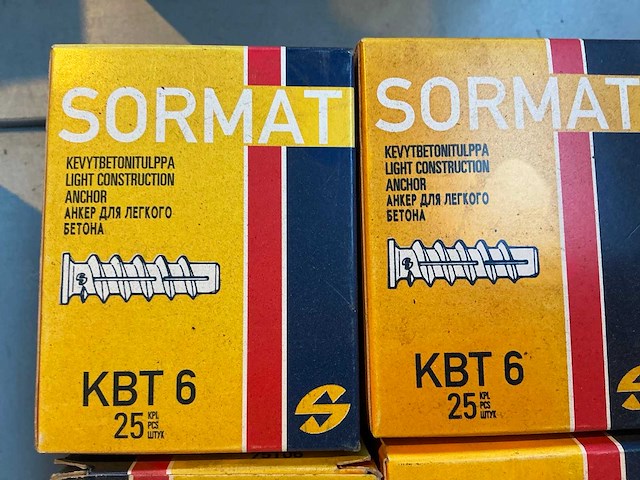 SORMAT
KEVYTBETONITULPPA
LIGHT CONSTRUCTION
ANCHOR
АНКЕР ДЛЯ ЛЕГКОГО
БЕТОНА
KBT 6
25 KPL
PCS
ШТУК
SORMAT
KEVYTBETONITULPPA
LIGHT CONSTRUCTION
ANCHOR
АНКЕР ДЛЯ ЛЕГКОГО
БЕТОНА
KBT 6
25 KPL
PCS
ШТУК